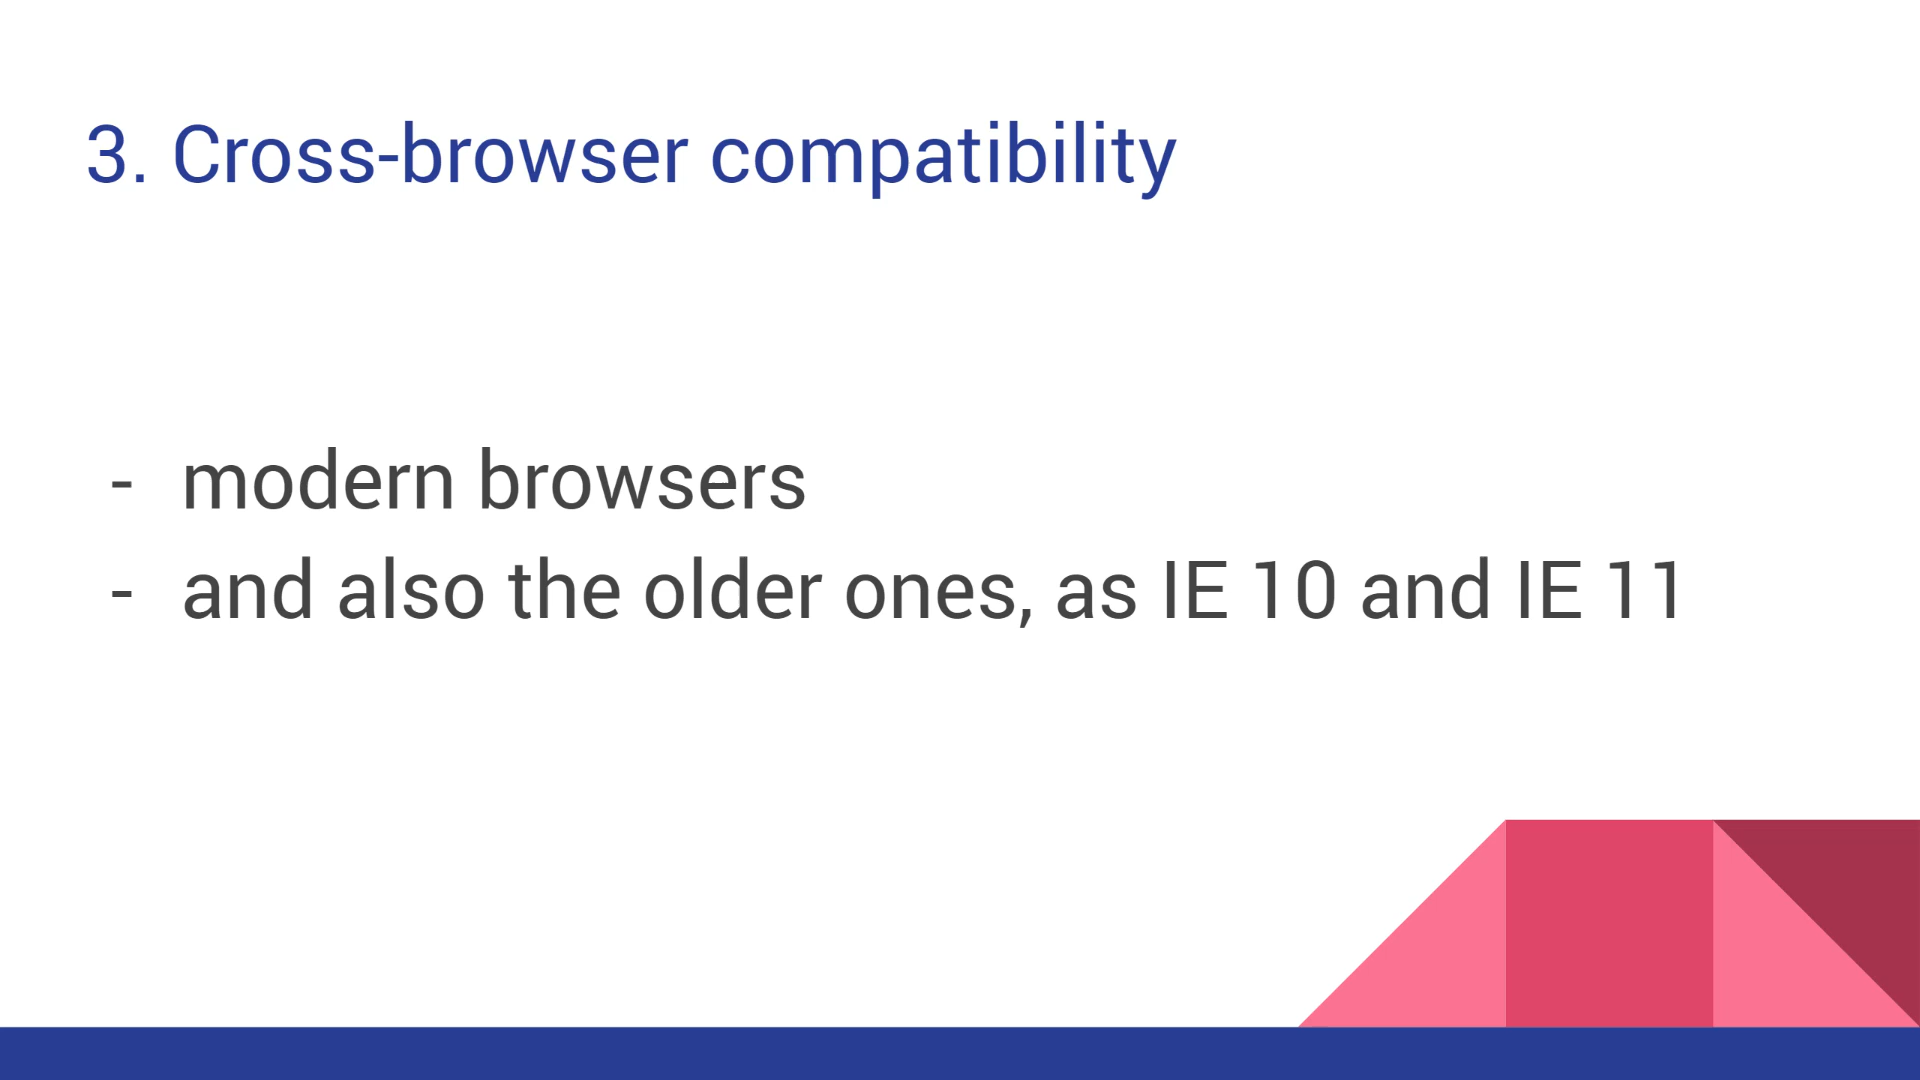 3. Cross-browser compatibility
- modern browsers
- and also the older ones, as IE 10 and IE 11